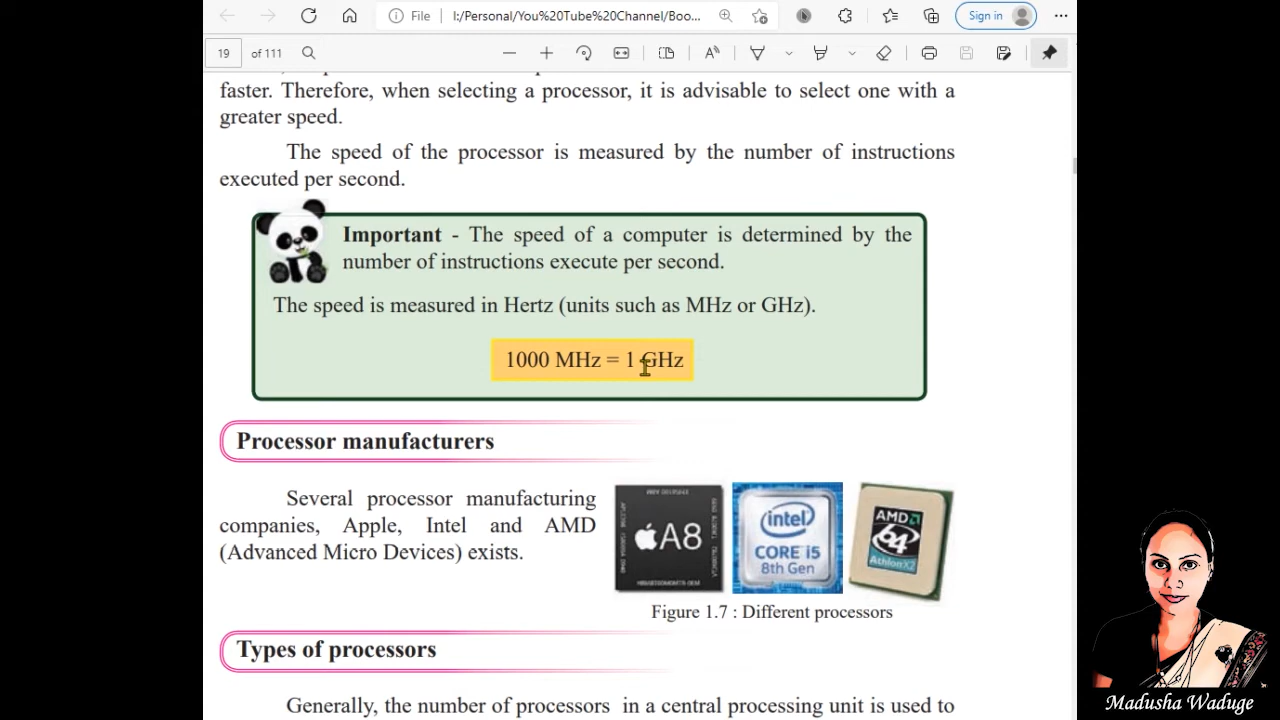 File
I:/Personal/You%20Tube%20Channel/Boo...
Sign in
19 of 111
faster. Therefore, when selecting a processor, it is advisable to select one with a
greater speed.
The speed of the processor is measured by the number of instructions
executed per second.
Important - The speed of a computer is determined by the
number of instructions execute per second.
The speed is measured in Hertz (units such as MHz or GHz).
1000 MHz = 1 GHz
Processor manufacturers
Several processor manufacturing
companies, Apple, Intel and AMD
(Advanced Micro Devices) exists.
A8
intel
CORE i5
8th Gen
AMD
64
Athlon X2
Figure 1.7 : Different processors
Types of processors
Generally, the number of processors in a central processing unit is used to
Madusha Waduge